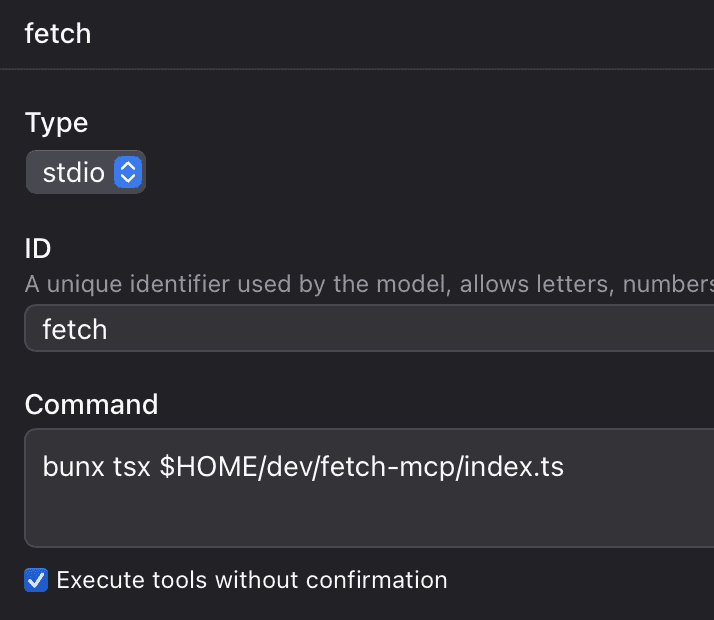 fetch
Type
stdio
ID
A unique identifier used by the model, allows letters, numbers
fetch
Command
bunx tsx $HOME/dev/fetch-mcp/index.ts
Execute tools without confirmation